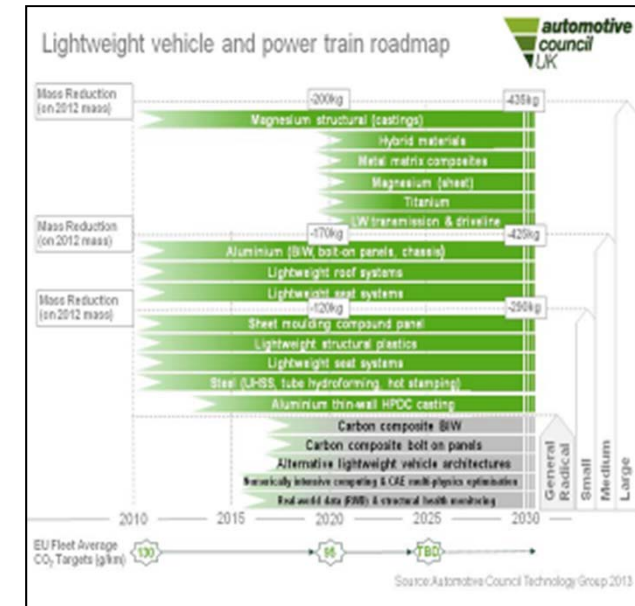 Lightweight vehicle and power train roadmap
automotive
council
UK
Mass Reduction
(on 2012 mass)
-200kg
-435kg
Magnesium structural (castings)
Hybrid materials
Metal matrix composites
Magnesium (sheet)
Titanium
LW transmission & driveline
Mass Reduction
(on 2012 mass)
-170kg
-425kg
Aluminium (BIW, bolt-on panels, chassis)
Lightweight roof systems
Lightweight seat systems
Mass Reduction
(on 2012 mass)
-120kg
-290kg
Sheet moulding compound panel
Lightweight structural plastics
Lightweight seat systems
Steel (UHSS, tube hydroforming, hot stamping)
Aluminium thin-wall HPDC casting
Carbon composite BIW
Carbon composite bolt on panels
Alternative lightweight vehicle architectures
Numerically intensive computing & CAE multi-physics optimisation
Real-world data (RWD) & structural health monitoring
General
Radical
Small
Medium
Large
2010
2015
2020
2025
2030
EU Fleet Average
CO₂ Targets (g/km)
130
95
TBD
Source Automotive Council Technology Group 2013